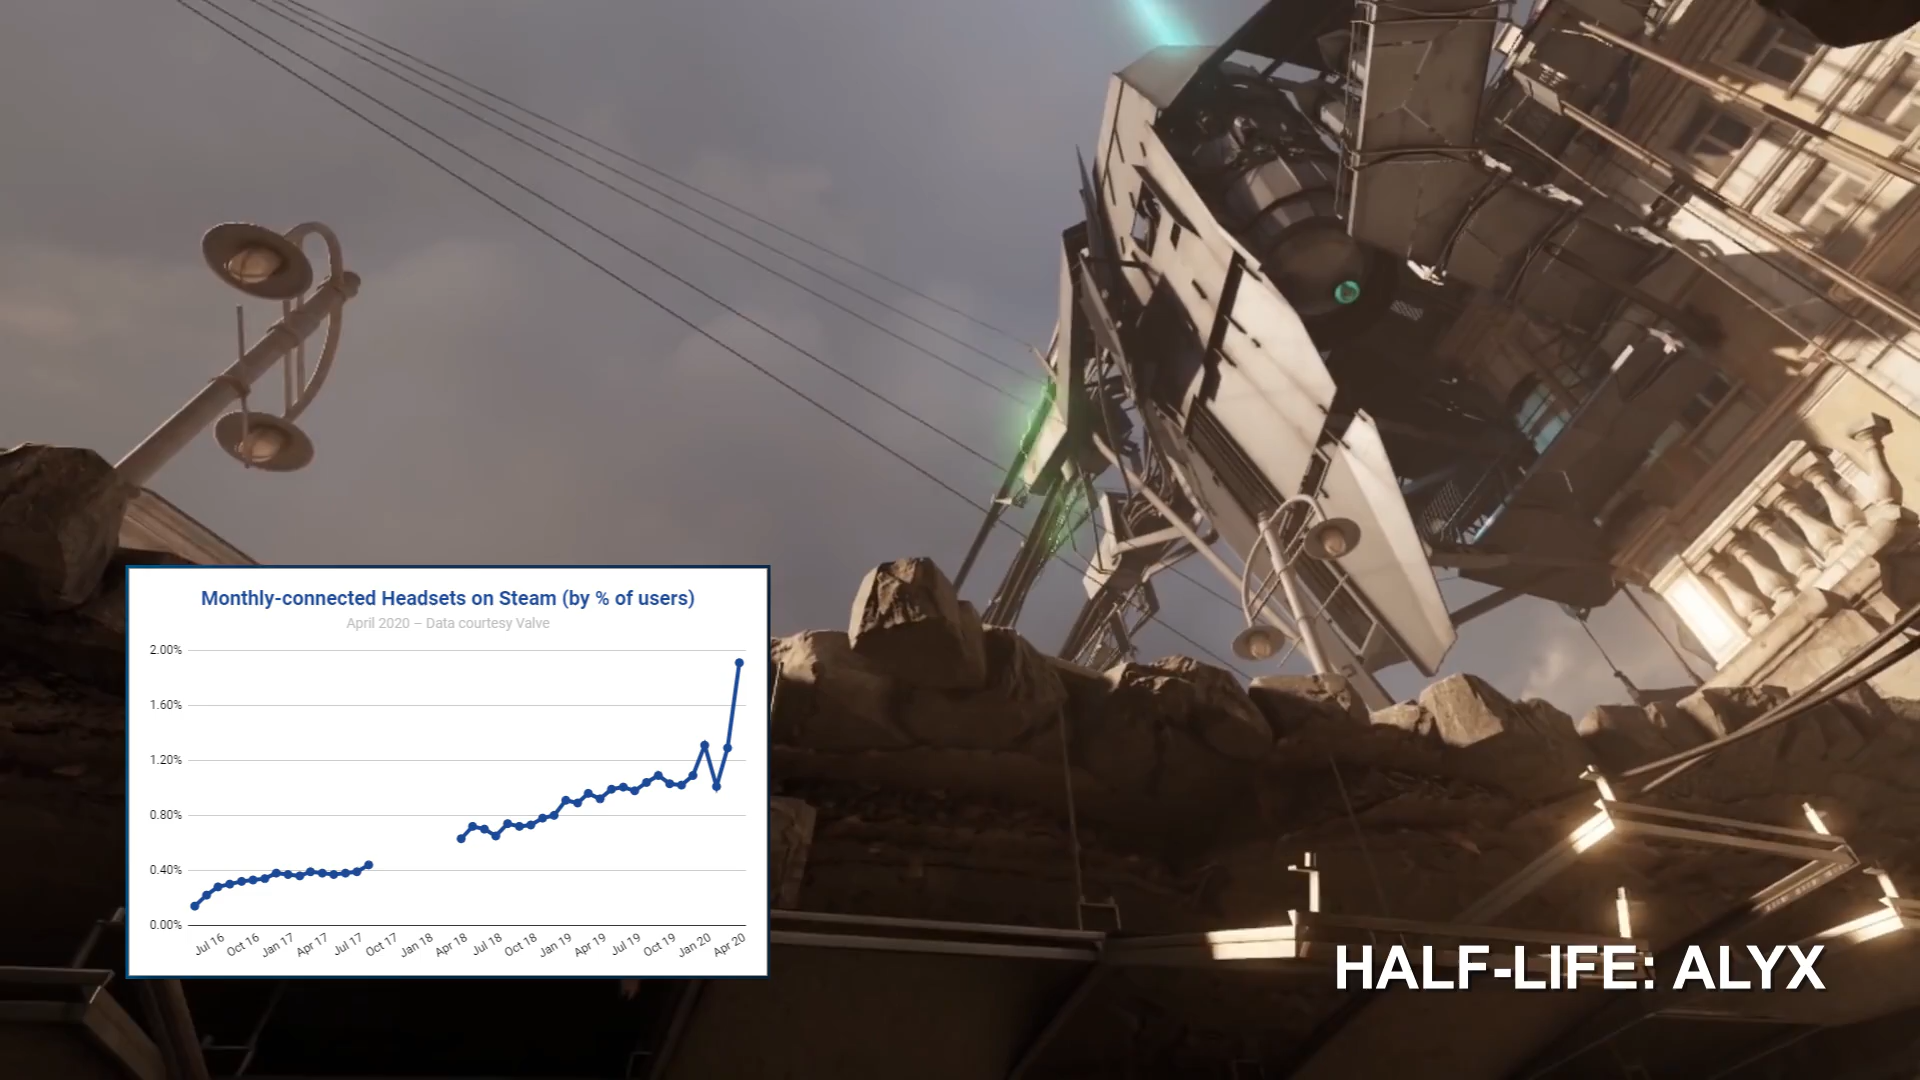 Monthly-connected Headsets on Steam (by % of users)
April 2020 – Data courtesy Valve
2.00%
1.60%
1.20%
0.80%
0.40%
0.00%
Jul 16 Oct 16 Jan 17 Apr 17 Jul 17 Oct 17 Jan 18 Apr 18 Jul 18 Oct 18 Jan 19 Apr 19 Jul 19 Oct 19 Jan 20 Apr 20
HALF-LIFE: ALYX